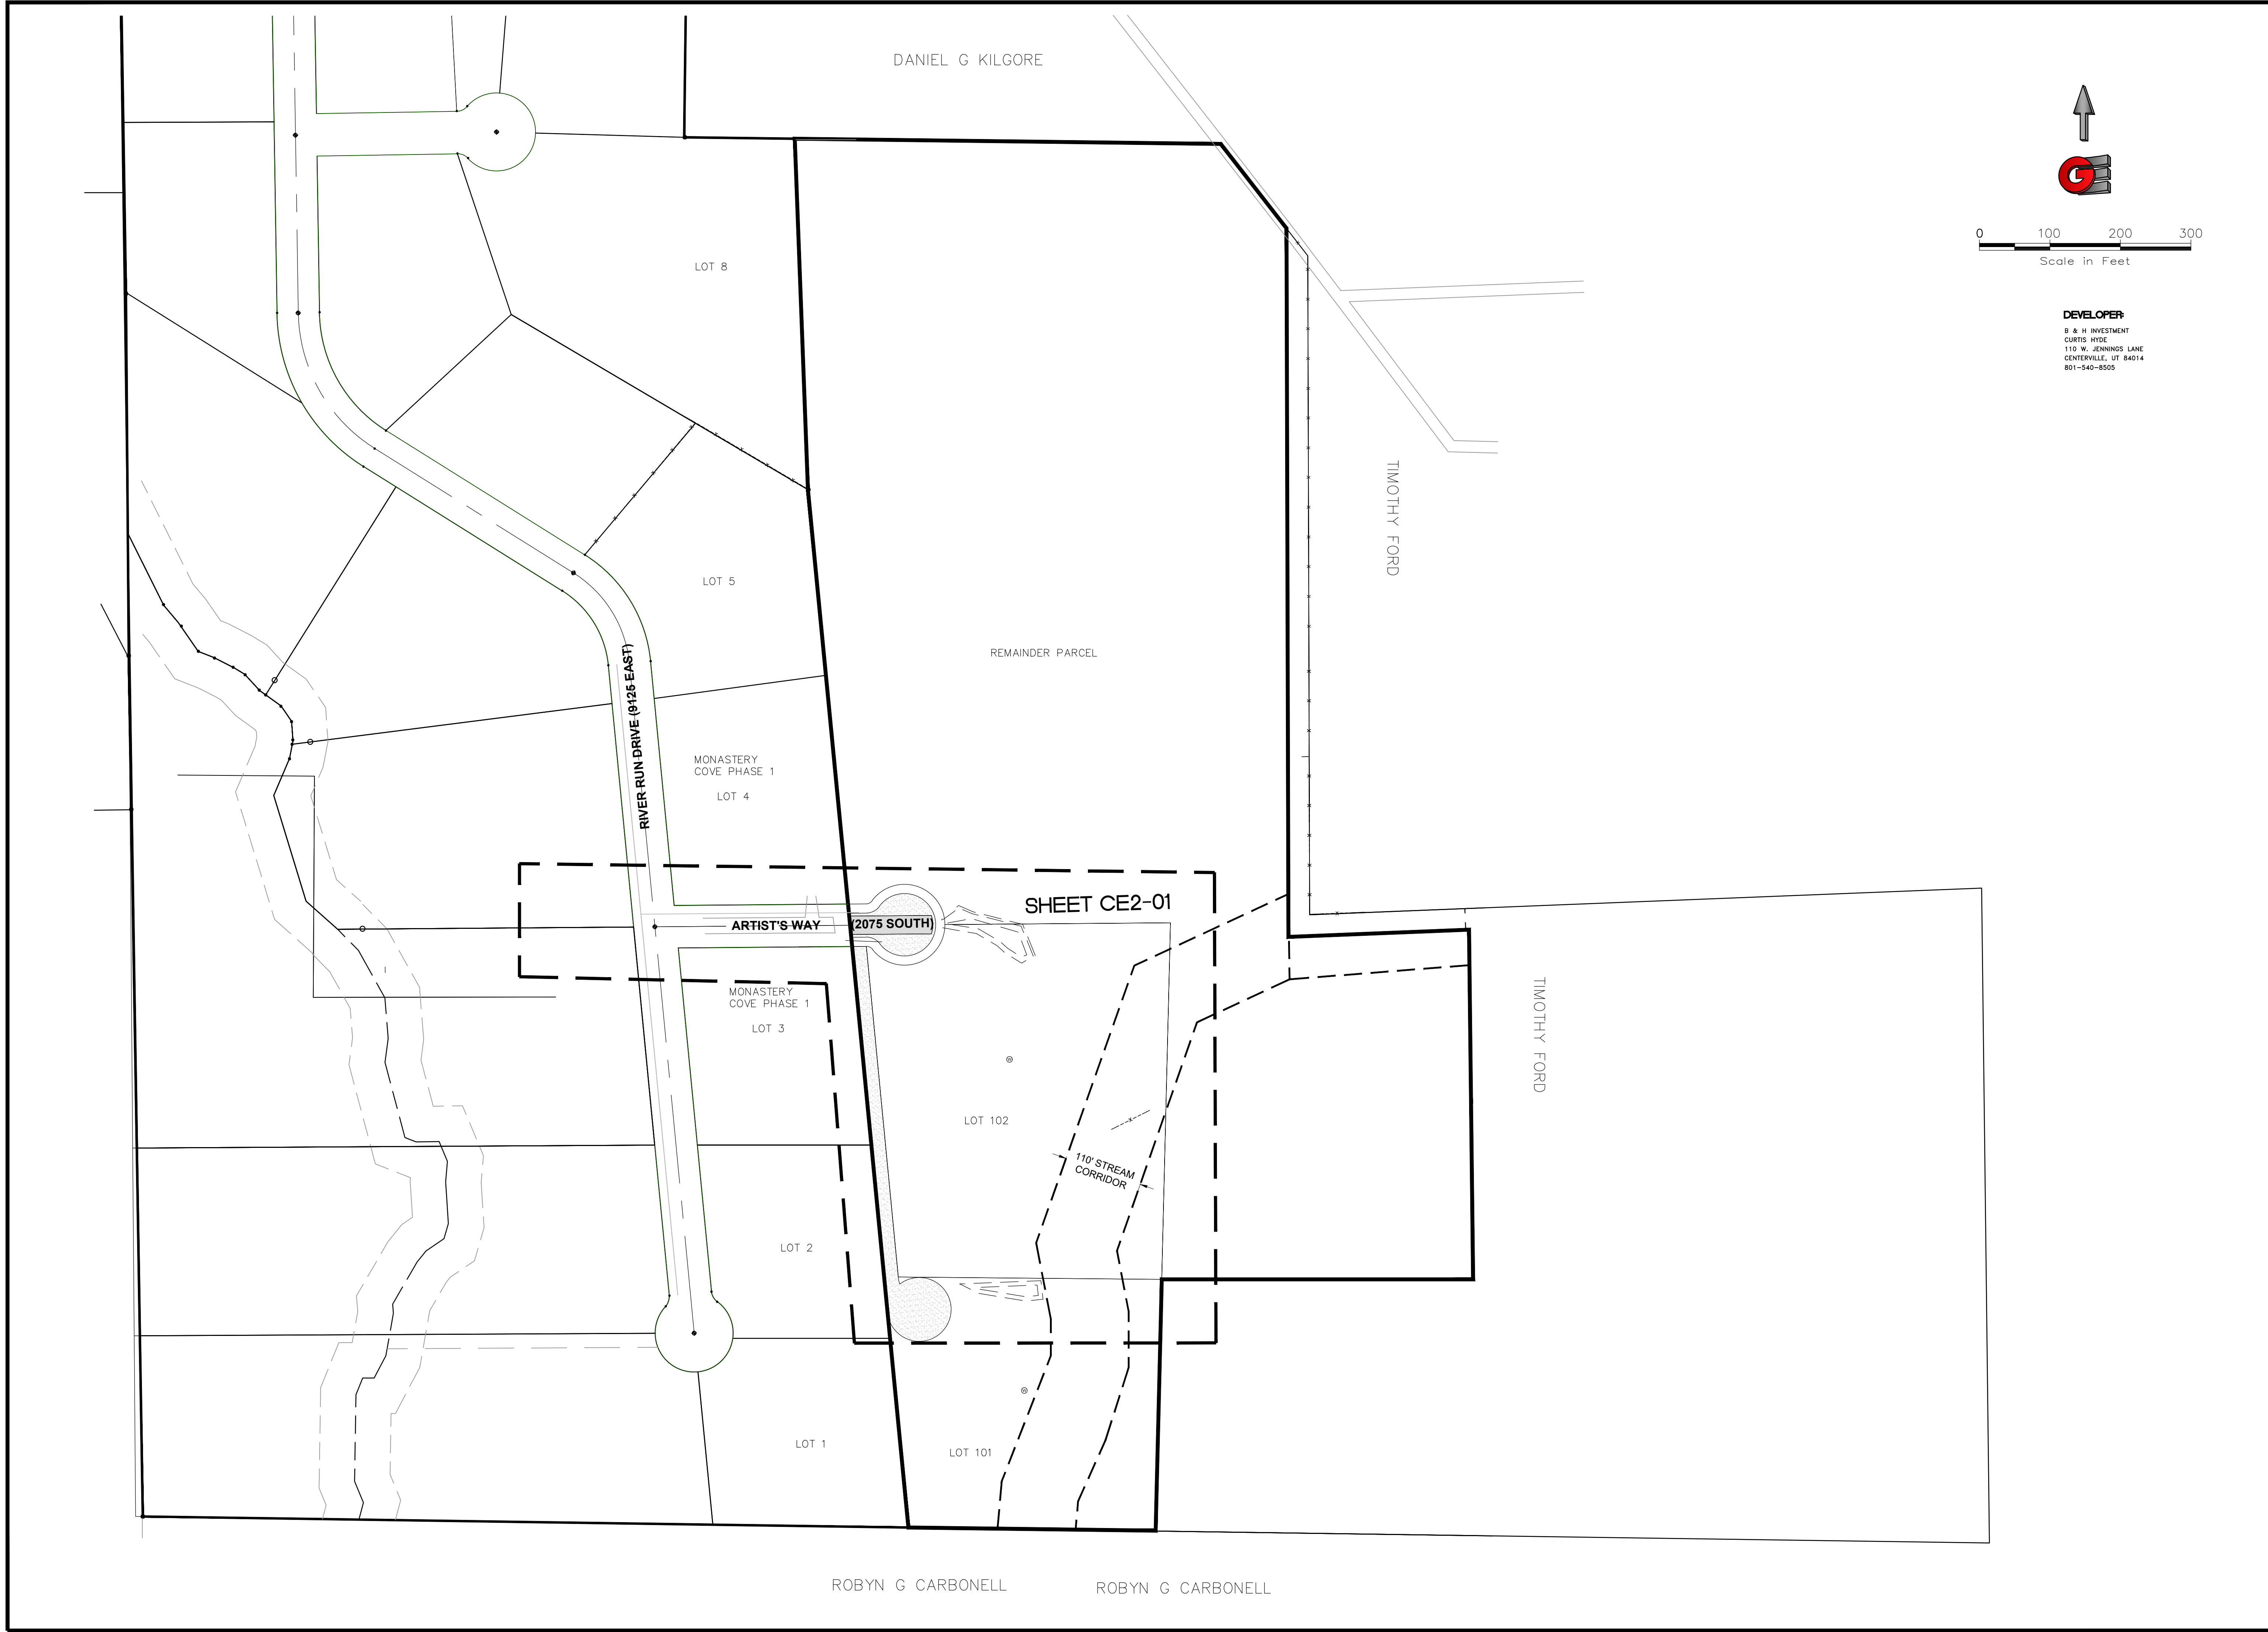 DANIEL G KILGORE
GE
0 100 200 300
Scale in Feet
DEVELOPER:
B & H INVESTMENT
CURTIS HYDE
110 W. JENNINGS LANE
CENTERVILLE, UT 84014
801-540-8505
LOT 8
TIMOTHY FORD
LOT 5
REMAINDER PARCEL
RIVER RUN DRIVE (9125 EAST)
MONASTERY
COVE PHASE 1
LOT 4
SHEET CE2-01
ARTIST'S WAY (2075 SOUTH)
MONASTERY
COVE PHASE 1
LOT 3
TIMOTHY FORD
W
LOT 102
110' STREAM
CORRIDOR
LOT 2
W
LOT 1
LOT 101
ROBYN G CARBONELL
ROBYN G CARBONELL